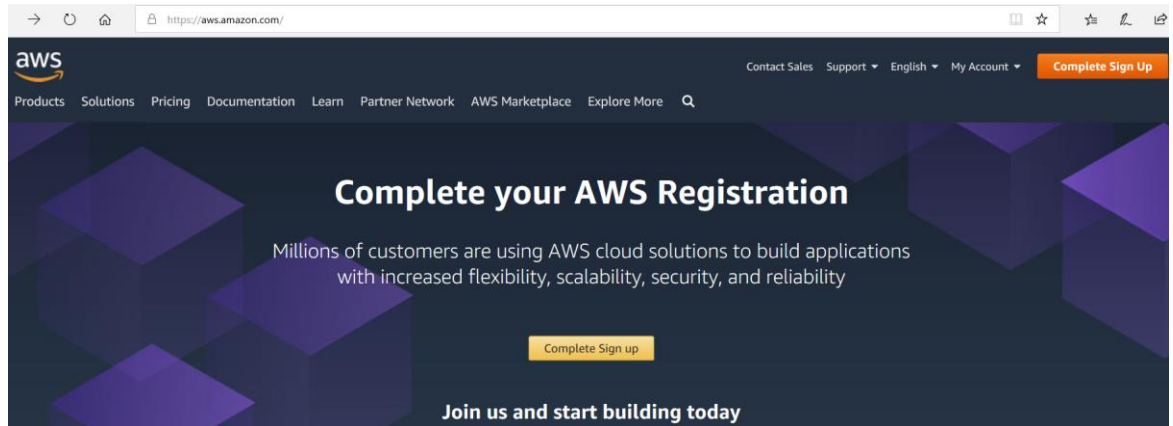 https://aws.amazon.com/
aws
Contact Sales Support English My Account Complete Sign Up
Products Solutions Pricing Documentation Learn Partner Network AWS Marketplace Explore More
Complete your AWS Registration
Millions of customers are using AWS cloud solutions to build applications
with increased flexibility, scalability, security, and reliability
Complete Sign up
Join us and start building today